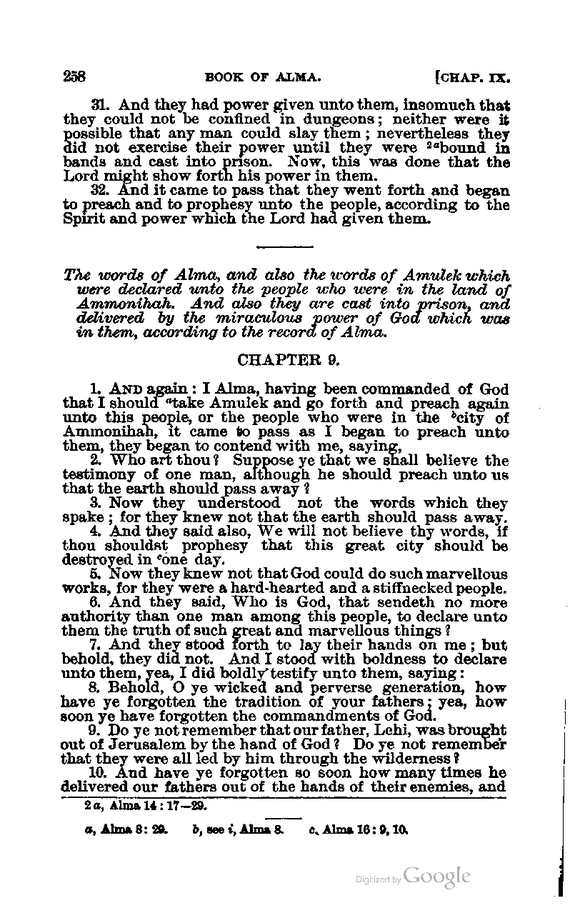 258 BOOK OF ALMA. [CHAP. IX.
31. And they had power given unto them, insomuch that
they could not be confined in dungeons; neither were it
possible that any man could slay them; nevertheless they
did not exercise their power until they were ²ᵃbound in
bands and cast into prison. Now, this was done that the
Lord might show forth his power in them.
32. And it came to pass that they went forth and began
to preach and to prophesy unto the people, according to the
Spirit and power which the Lord had given them.
The words of Alma, and also the words of Amulek which
were declared unto the people who were in the land of
Ammonihah. And also they are cast into prison, and
delivered by the miraculous power of God which was
in them, according to the record of Alma.
CHAPTER 9.
1. AND again: I Alma, having been commanded of God
that I should ᵃtake Amulek and go forth and preach again
unto this people, or the people who were in the ᵇcity of
Ammonihah, it came to pass as I began to preach unto
them, they began to contend with me, saying,
2. Who art thou? Suppose ye that we shall believe the
testimony of one man, although he should preach unto us
that the earth should pass away?
3. Now they understood not the words which they
spake; for they knew not that the earth should pass away.
4. And they said also, We will not believe thy words, if
thou shouldst prophesy that this great city should be
destroyed in ᶜone day.
5. Now they knew not that God could do such marvellous
works, for they were a hard-hearted and a stiffnecked people.
6. And they said, Who is God, that sendeth no more
authority than one man among this people, to declare unto
them the truth of such great and marvellous things?
7. And they stood forth to lay their hands on me; but
behold, they did not. And I stood with boldness to declare
unto them, yea, I did boldly testify unto them, saying:
8. Behold, O ye wicked and perverse generation, how
have ye forgotten the tradition of your fathers; yea, how
soon ye have forgotten the commandments of God.
9. Do ye not remember that our father, Lehi, was brought
out of Jerusalem by the hand of God? Do ye not remember
that they were all led by him through the wilderness?
10. And have ye forgotten so soon how many times he
delivered our fathers out of the hands of their enemies, and
2 a, Alma 14: 17—29.
a, Alma 8: 29. b, see i, Alma 8. c, Alma 16: 9, 10.
Digitized by Google